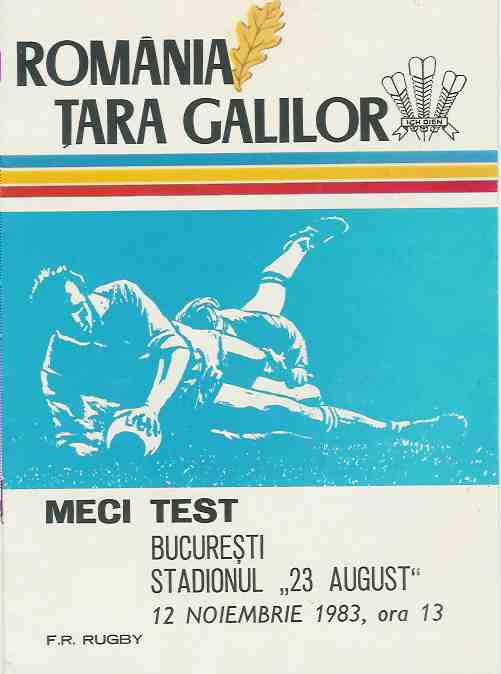 ROMÂNIA
ȚARA GALILOR
ICH DIEN
MECI TEST
BUCUREȘTI
STADIONUL „23 AUGUST“
12 NOIEMBRIE 1983, ora 13
F.R. RUGBY